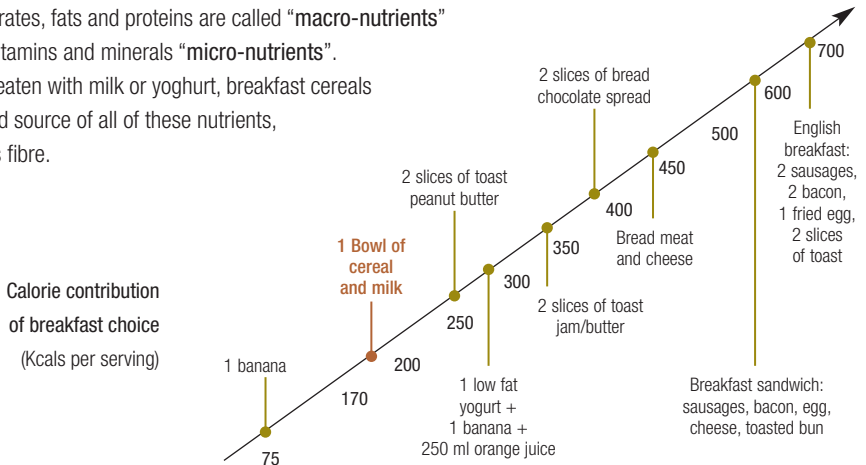 rates, fats and proteins are called “macro-nutrients”
tamins and minerals “micro-nutrients”.
eaten with milk or yoghurt, breakfast cereals
d source of all of these nutrients,
s fibre.
Calorie contribution
of breakfast choice
(Kcals per serving)
1 banana
75
170
1 Bowl of
cereal
and milk
200
2 slices of toast
peanut butter
250
1 low fat
yogurt +
1 banana +
250 ml orange juice
300
2 slices of toast
jam/butter
350
2 slices of bread
chocolate spread
400
Bread meat
and cheese
450
500
Breakfast sandwich:
sausages, bacon, egg,
cheese, toasted bun
600
English
breakfast:
2 sausages,
2 bacon,
1 fried egg,
2 slices
of toast
700